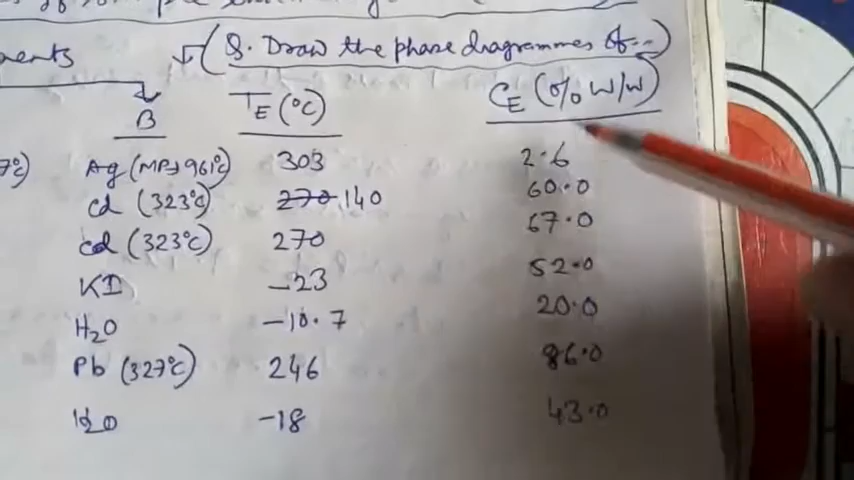 ments √( Q. Draw the phase diagrammes of...)
B TE (°C) CE (% W/W)
7°C) Ag (MP→961°C) 303 2.6
Cd (323°C) 270 140 60.0
Cd (323°C) 270 67.0
KI -23 52.0
H2O -10.7 20.0
Pb (327°C) 246 86.0
H2O -18 43.0